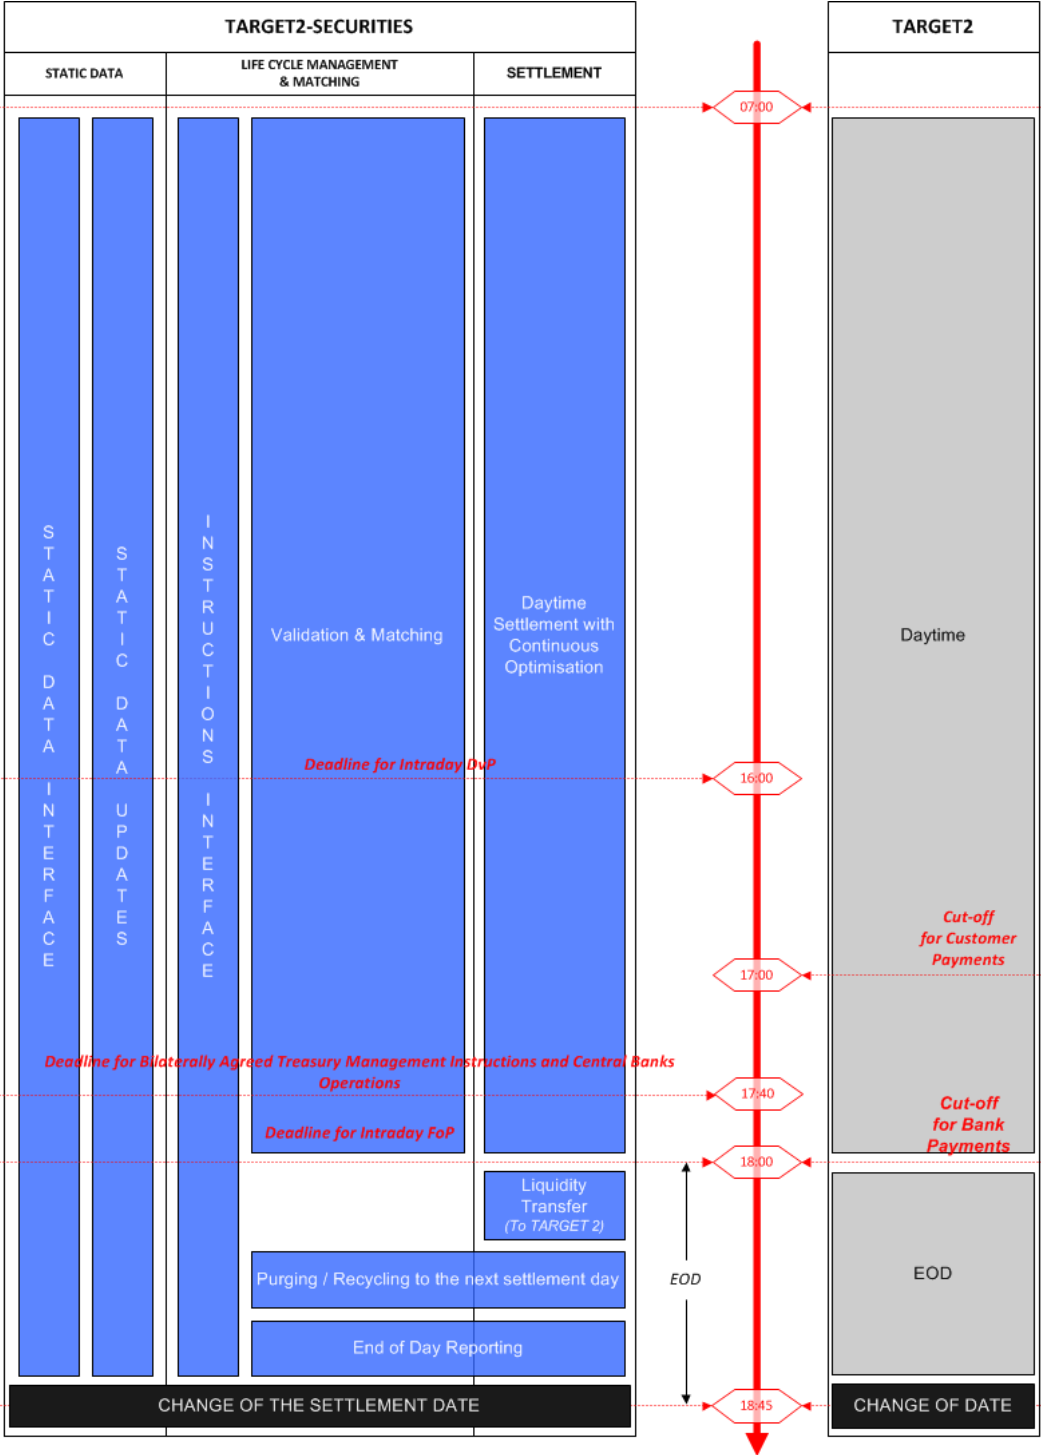 TARGET2-SECURITIES
TARGET2
STATIC DATA
LIFE CYCLE MANAGEMENT
& MATCHING
SETTLEMENT
07:00
STATIC DATA INTERFACE
STATIC DATA UPDATES
INSTRUCTIONS INTERFACE
Validation & Matching
Daytime
Settlement with
Continuous
Optimisation
Daytime
Deadline for Intraday DvP
16:00
Cut-off
for Customer
Payments
17:00
Deadline for Bilaterally Agreed Treasury Management Instructions and Central Banks
Operations
17:40
Cut-off
for Bank
Payments
Deadline for Intraday FoP
18:00
Liquidity
Transfer
(To TARGET 2)
Purging / Recycling to the next settlement day
EOD
EOD
End of Day Reporting
CHANGE OF THE SETTLEMENT DATE
18:45
CHANGE OF DATE